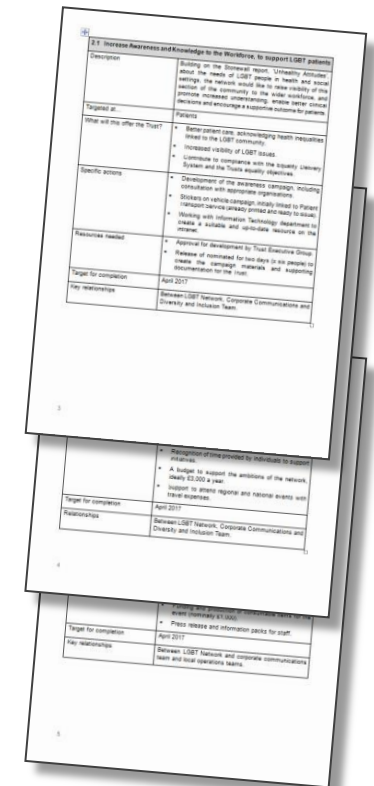 2.1 Increase Awareness and Knowledge to the Workforce, to support LGBT patients
Description
Building on the Stonewall report, 'Unhealthy Attitudes'
about the needs of LGBT people in health and social
settings, the network would like to raise visibility of this
section of the community to the wider workforce, and
promote increased understanding, enable better clinical
decisions and encourage a supportive outcome for patients.
Targeted at...
Patients
What will this offer the Trust?
• Better patient care, acknowledging health inequalities
linked to the LGBT community.
• Increased visibility of LGBT issues.
• Contribute to compliance with the Equality Delivery
System and the Trusts equality objectives.
Specific actions
• Development of the awareness campaign, including
consultation with appropriate organisations.
• Stickers on vehicle campaign, initially linked to Patient
Transport Service (already printed and ready to issue).
• Working with Information Technology department to
create a suitable and up-to-date resource on the
intranet.
Resources needed
• Approval for development by Trust Executive Group.
• Release of nominated for two days (x six people) to
create the campaign materials and supporting
documentation for the Trust.
Target for completion
April 2017
Key relationships
Between LGBT Network, Corporate Communications and
Diversity and Inclusion Team.
3
• Recognition of time provided by individuals to support
initiatives.
• A budget to support the ambitions of the network,
ideally £3,000 a year.
• Support to attend regional and national events with
travel expenses.
Target for completion
April 2017
Relationships
Between LGBT Network, Corporate Communications and
Diversity and Inclusion Team.
4
event (nominally £1,000).
• Press release and information packs for staff.
Target for completion
April 2017
Key relationships
Between LGBT Network and corporate communications
team and local operations teams.
5